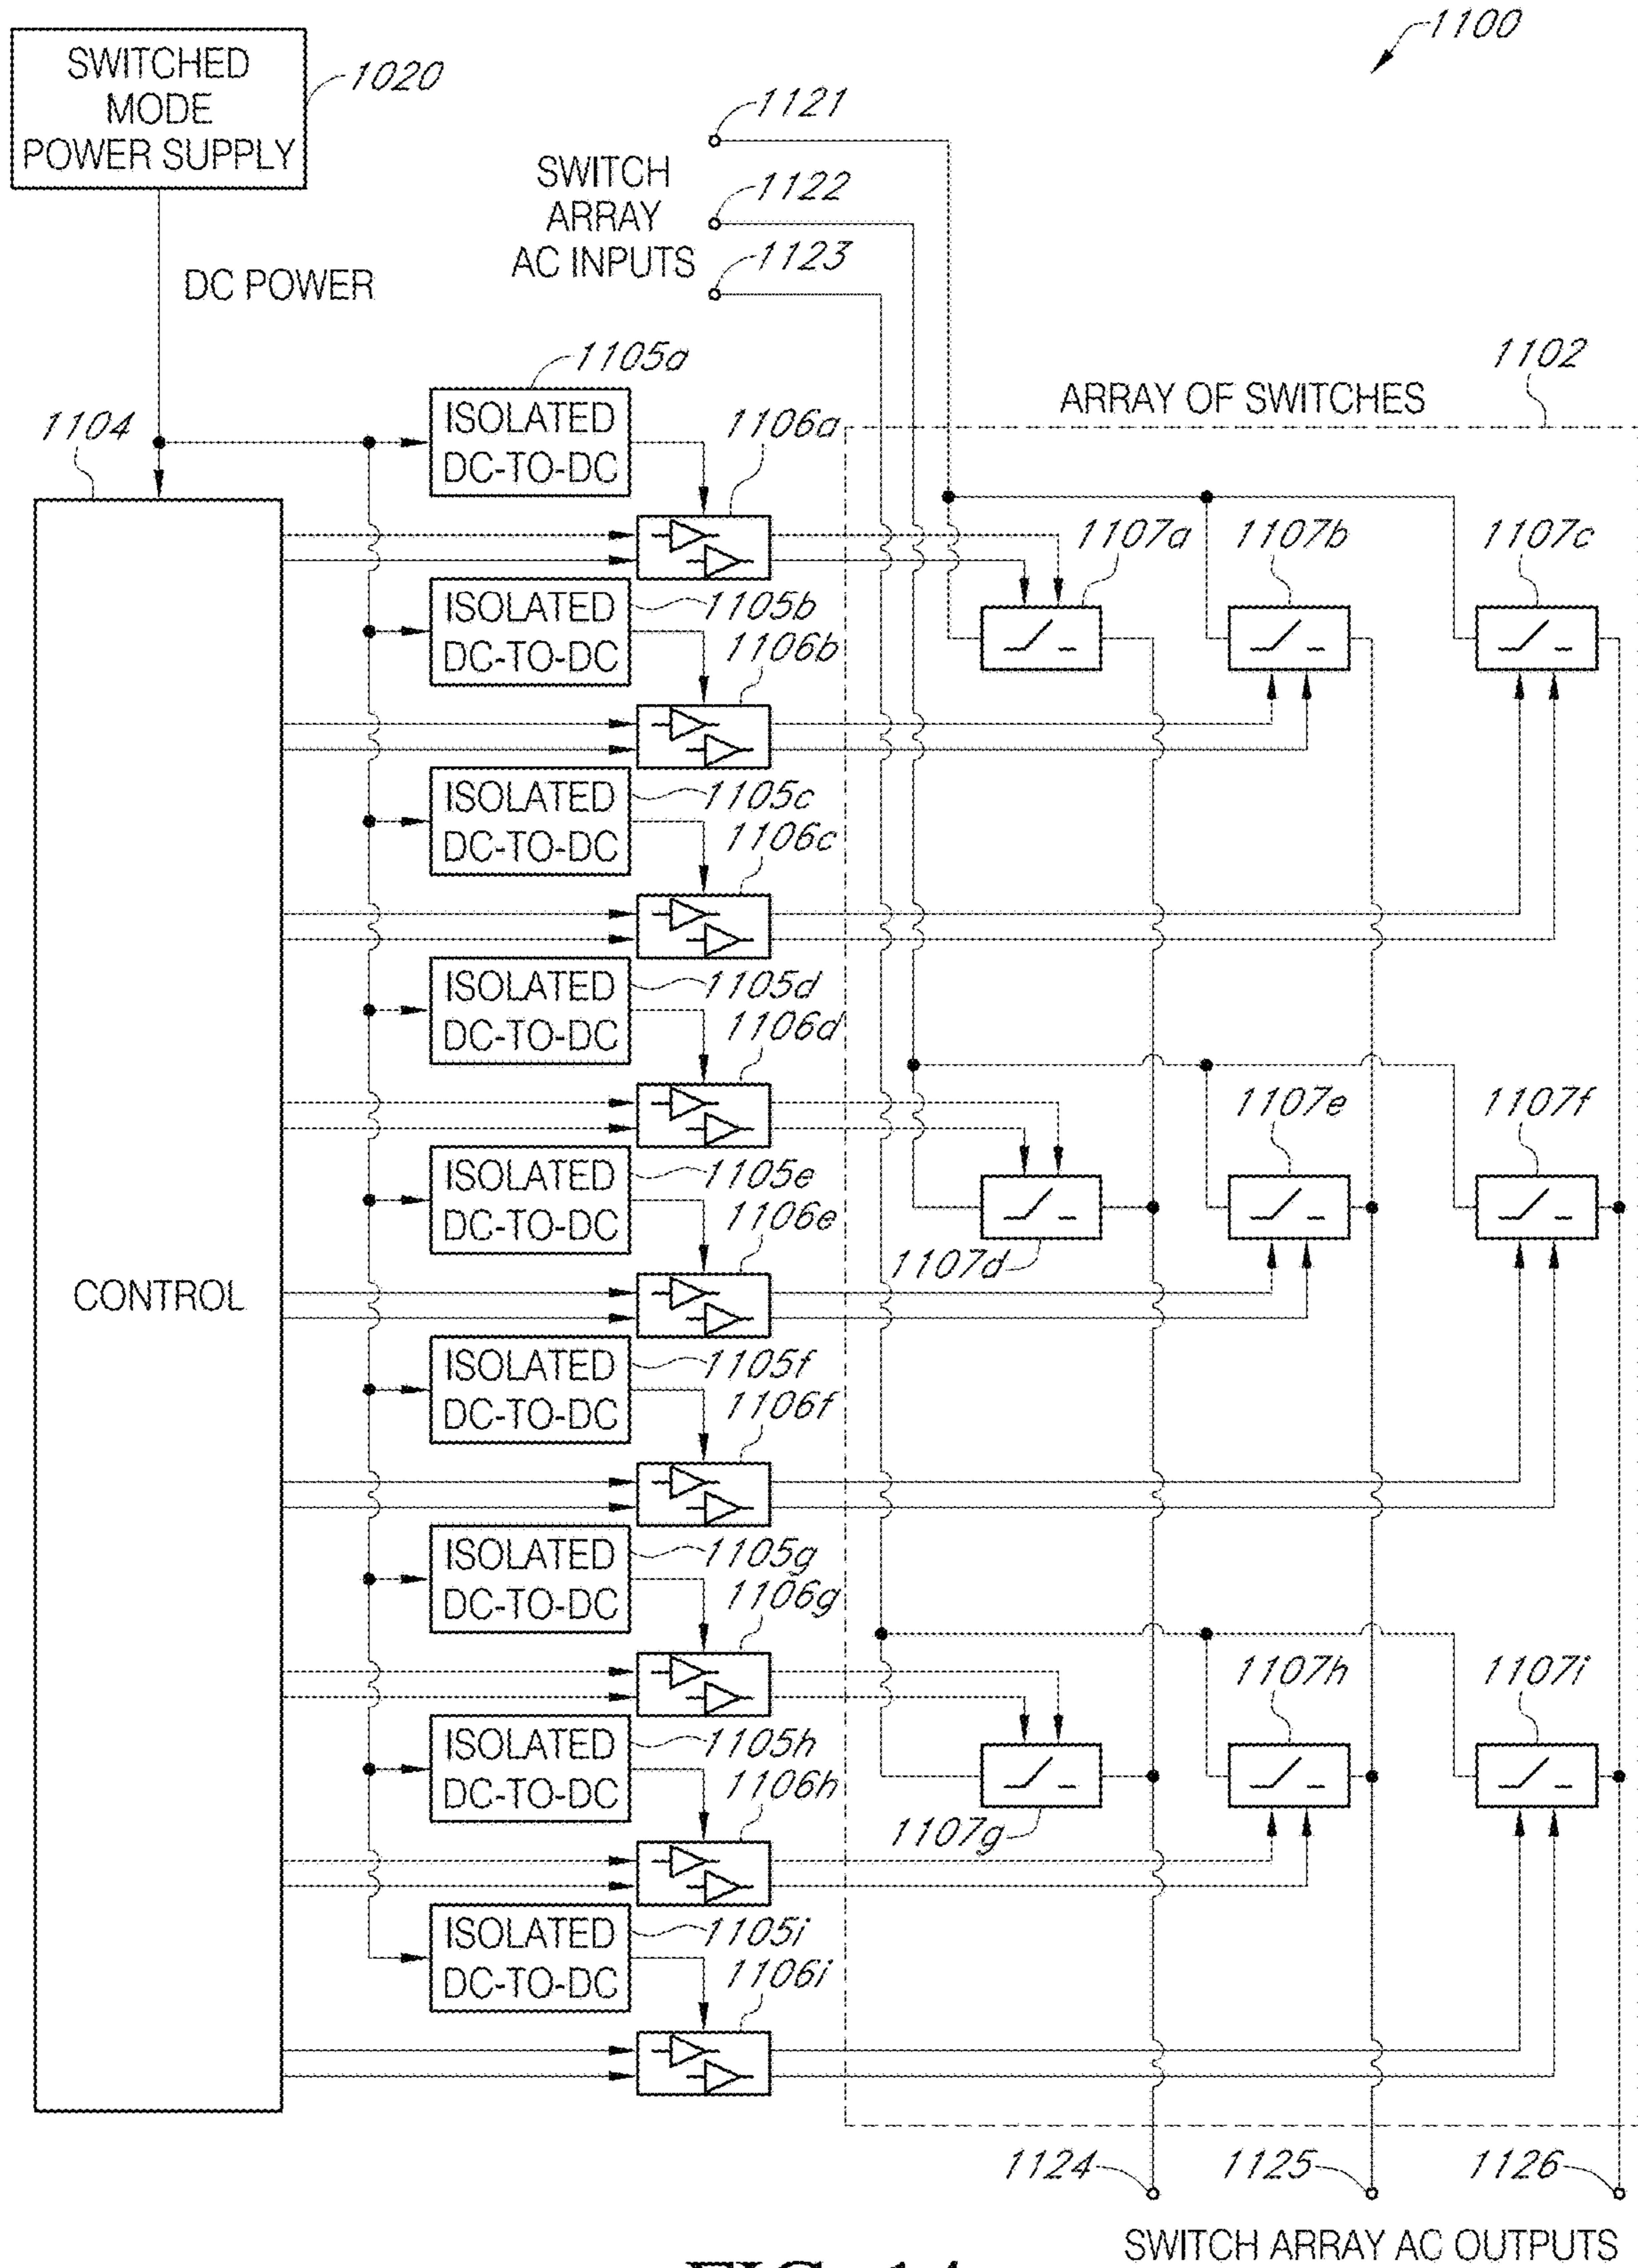 1100
SWITCHED
MODE
POWER SUPPLY
1020
1121
SWITCH
ARRAY
AC INPUTS
1122
1123
DC POWER
1105a
1102
ARRAY OF SWITCHES
1104
ISOLATED
DC-TO-DC
1106a
1107a
1107b
1107c
ISOLATED
DC-TO-DC
1105b
1106b
ISOLATED
DC-TO-DC
1105c
1106c
ISOLATED
DC-TO-DC
1105d
1106d
1107e
1107f
ISOLATED
DC-TO-DC
1105e
1106e
1107d
CONTROL
ISOLATED
DC-TO-DC
1105f
1106f
ISOLATED
DC-TO-DC
1105g
1106g
1107h
1107i
ISOLATED
DC-TO-DC
1105h
1106h
1107g
ISOLATED
DC-TO-DC
1105i
1106i
1124
1125
1126
SWITCH ARRAY AC OUTPUTS